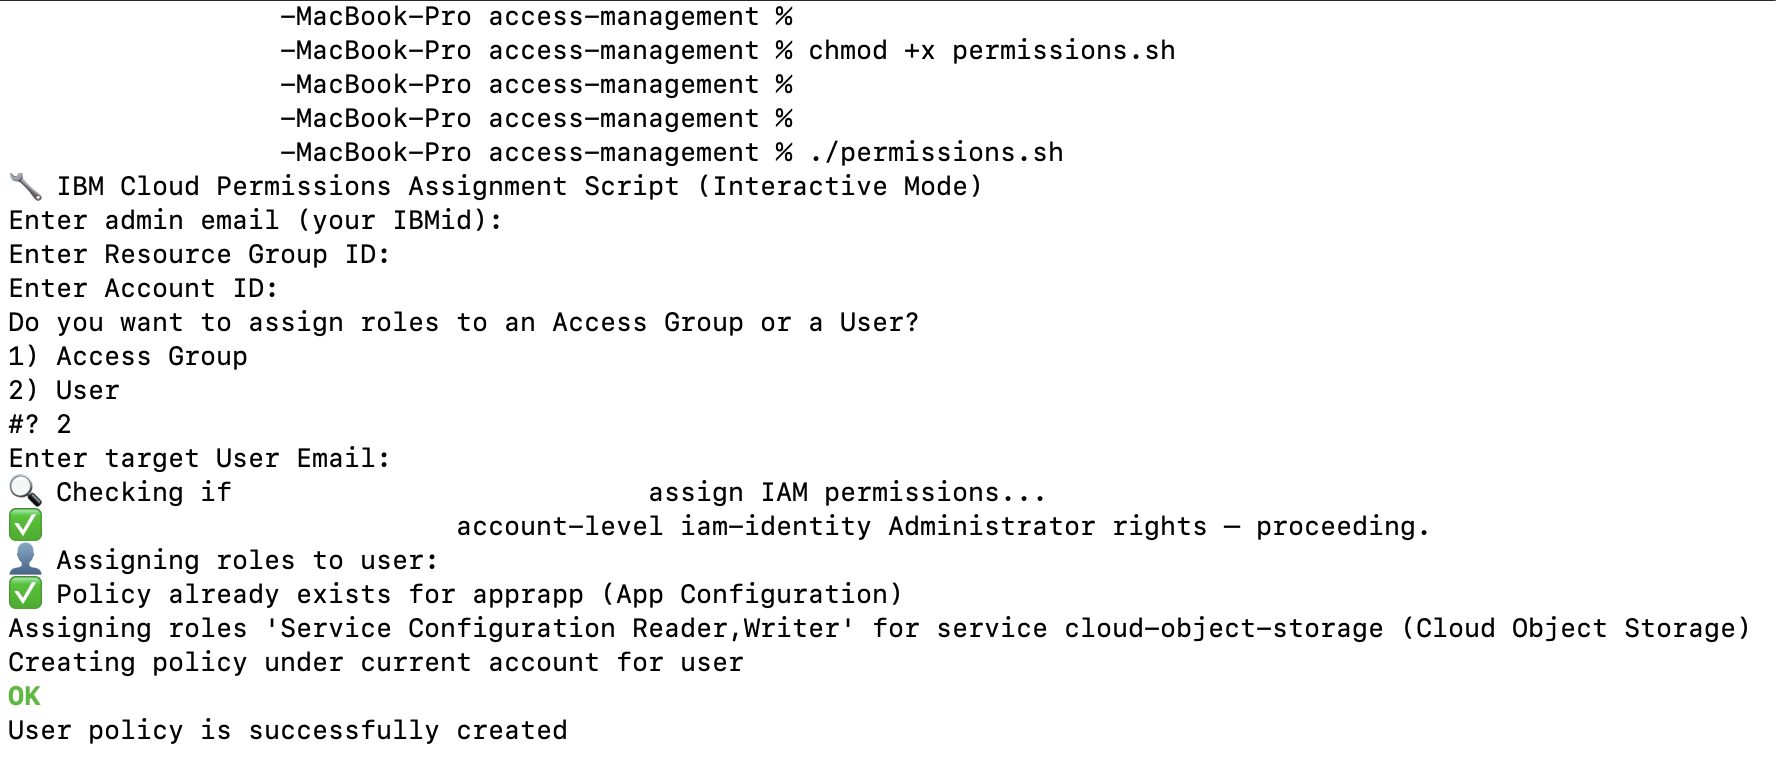 -MacBook-Pro access-management %
-MacBook-Pro access-management % chmod +x permissions.sh
-MacBook-Pro access-management %
-MacBook-Pro access-management %
-MacBook-Pro access-management % ./permissions.sh
🔧 IBM Cloud Permissions Assignment Script (Interactive Mode)
Enter admin email (your IBMid):
Enter Resource Group ID:
Enter Account ID:
Do you want to assign roles to an Access Group or a User?
1) Access Group
2) User
#? 2
Enter target User Email:
🔍 Checking if assign IAM permissions...
✅ account-level iam-identity Administrator rights — proceeding.
👤 Assigning roles to user:
✅ Policy already exists for apprapp (App Configuration)
Assigning roles 'Service Configuration Reader,Writer' for service cloud-object-storage (Cloud Object Storage)
Creating policy under current account for user
OK
User policy is successfully created